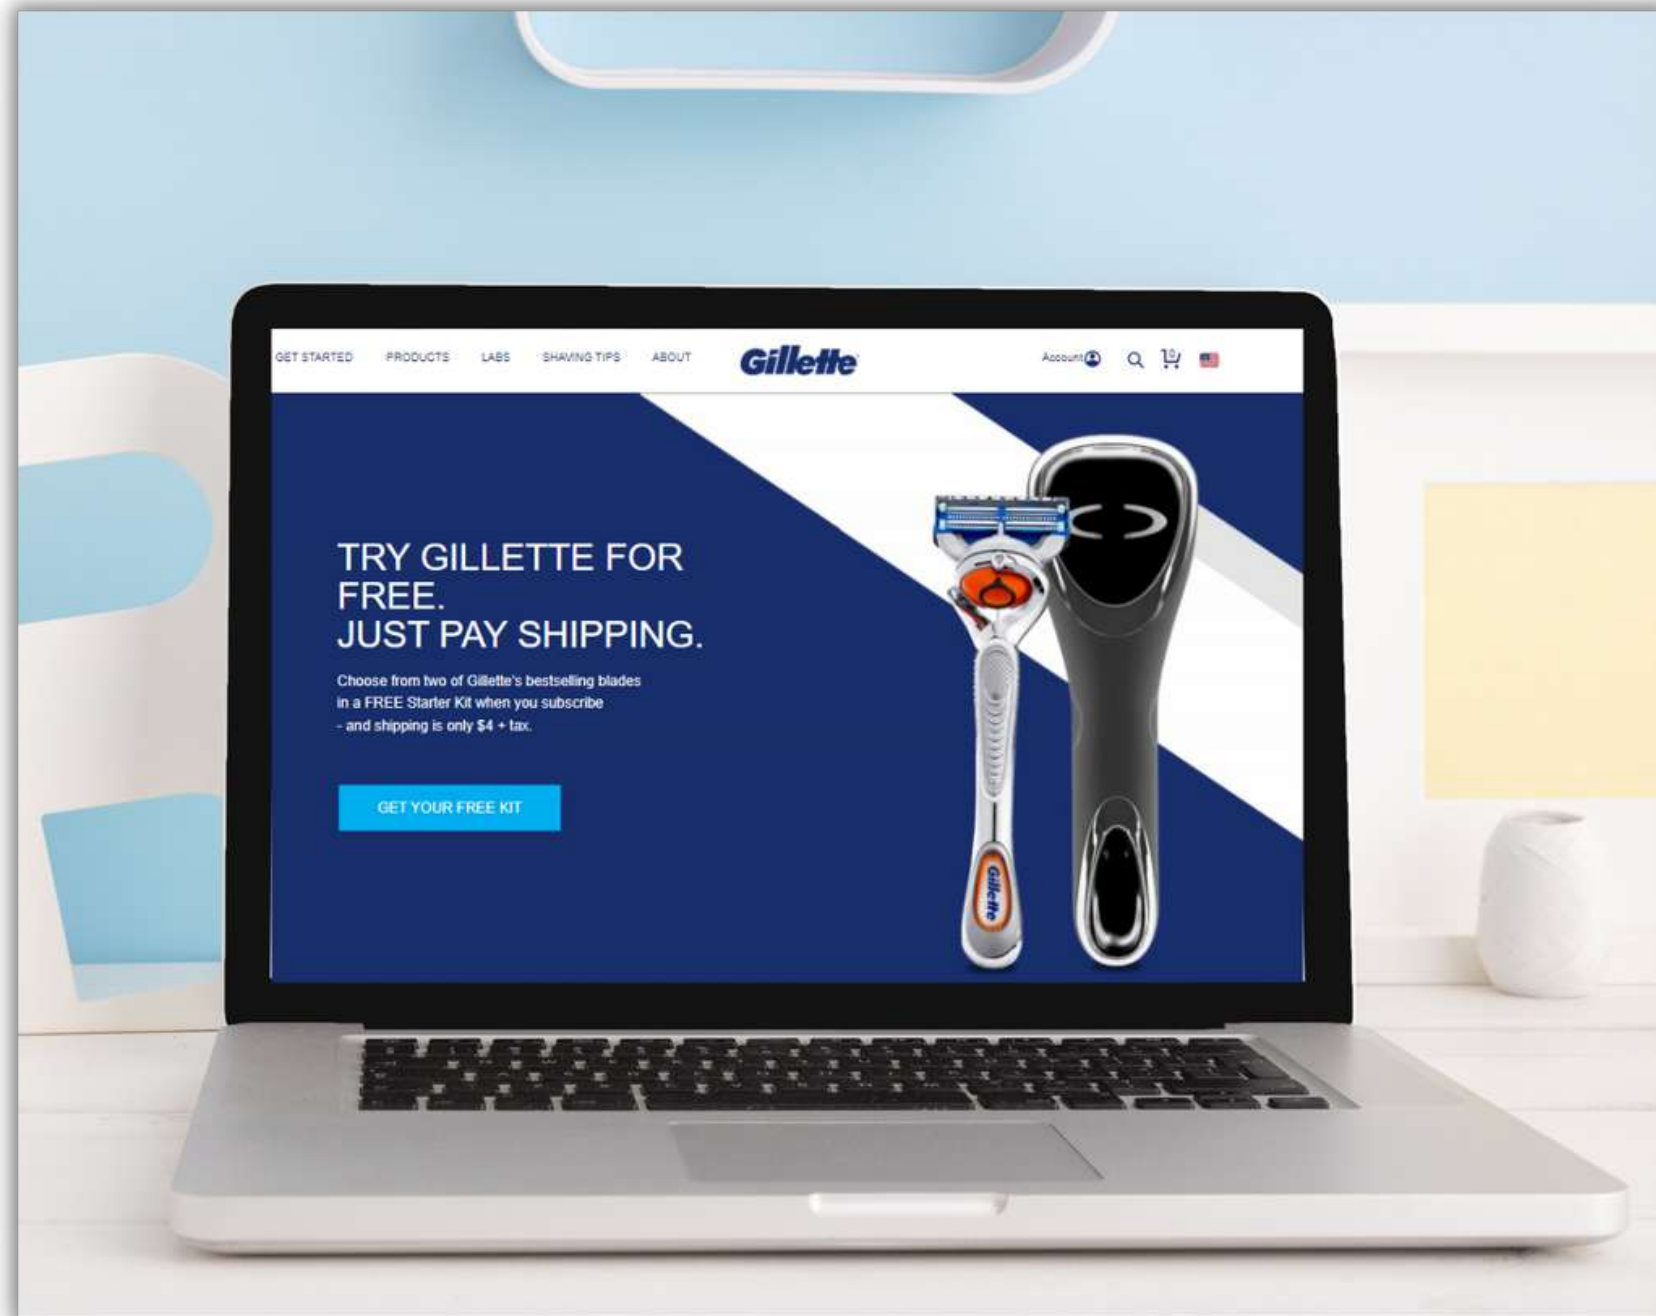 GET STARTED PRODUCTS LABS SHAVING TIPS ABOUT Gillette Account 0
TRY GILLETTE FOR
FREE.
JUST PAY SHIPPING.
Choose from two of Gillette's bestselling blades
in a FREE Starter Kit when you subscribe
- and shipping is only $4 + tax.
GET YOUR FREE KIT
Gillette